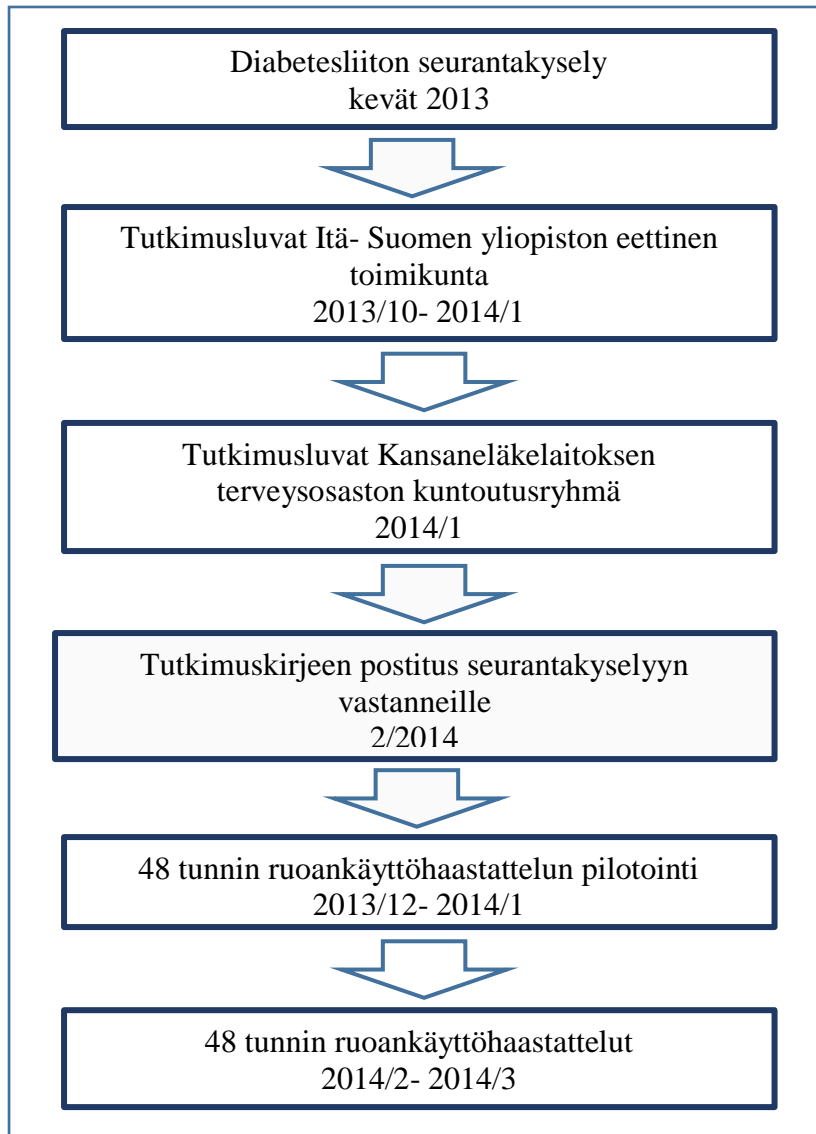 Diabetesliiton seurantakysely
kevät 2013
Tutkimusluvat Itä- Suomen yliopiston eettinen
toimikunta
2013/10- 2014/1
Tutkimusluvat Kansaneläkelaitoksen
terveysosaston kuntoutusryhmä
2014/1
Tutkimuskirjeen postitus seurantakyselyyn
vastanneille
2/2014
48 tunnin ruoankäyttöhaastattelun pilotointi
2013/12- 2014/1
48 tunnin ruoankäyttöhaastattelut
2014/2- 2014/3